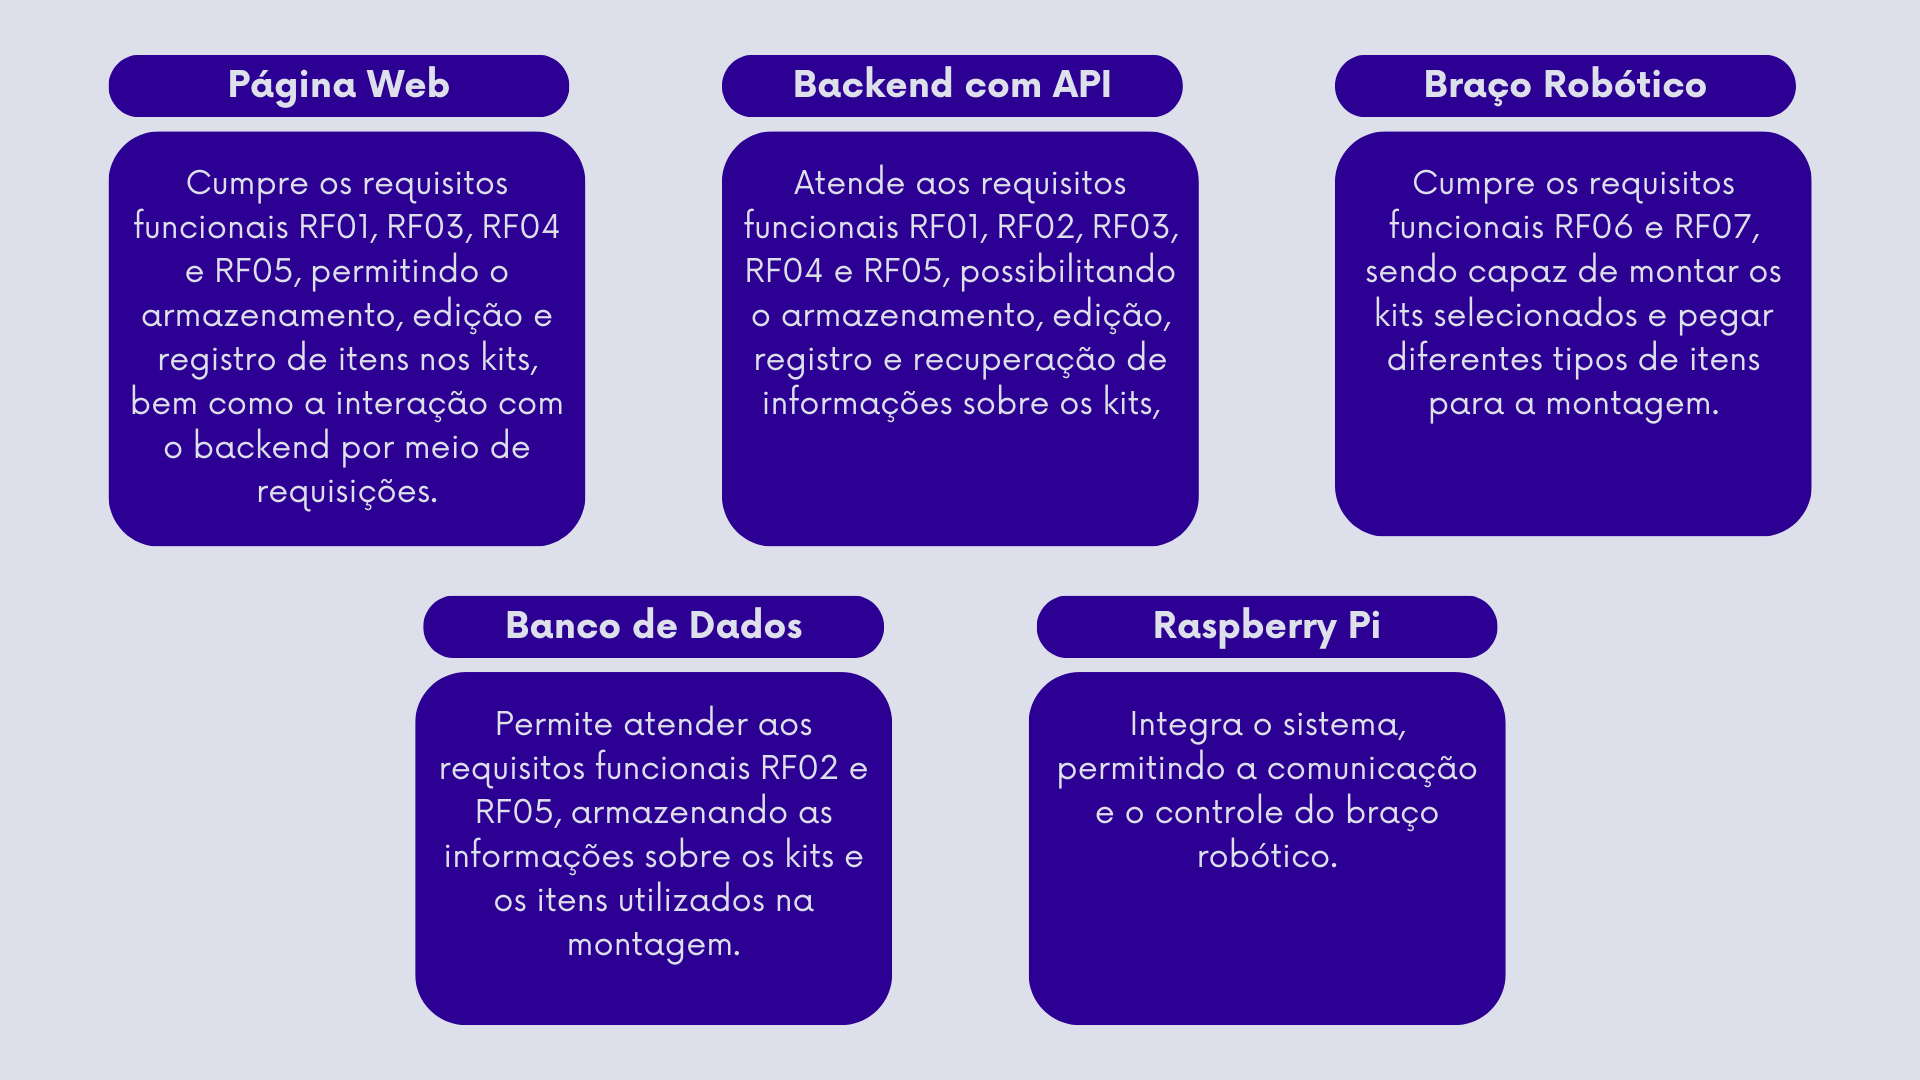 Página Web
Cumpre os requisitos
funcionais RF01, RF03, RF04
e RF05, permitindo o
armazenamento, edição e
registro de itens nos kits,
bem como a interação com
o backend por meio de
requisições.
Backend com API
Atende aos requisitos
funcionais RF01, RF02, RF03,
RF04 e RF05, possibilitando
o armazenamento, edição,
registro e recuperação de
informações sobre os kits,
Braço Robótico
Cumpre os requisitos
funcionais RF06 e RF07,
sendo capaz de montar os
kits selecionados e pegar
diferentes tipos de itens
para a montagem.
Banco de Dados
Permite atender aos
requisitos funcionais RF02 e
RF05, armazenando as
informações sobre os kits e
os itens utilizados na
montagem.
Raspberry Pi
Integra o sistema,
permitindo a comunicação
e o controle do braço
robótico.